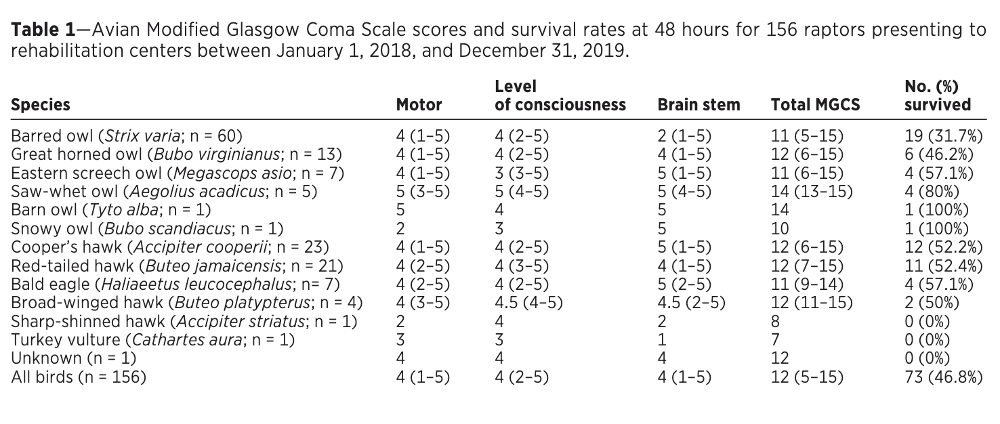 Table 1—Avian Modified Glasgow Coma Scale scores and survival rates at 48 hours for 156 raptors presenting to
rehabilitation centers between January 1, 2018, and December 31, 2019.
Species Motor Level of consciousness Brain stem Total MGCS No. (%) survived
Barred owl (Strix varia; n = 60) 4 (1–5) 4 (2–5) 2 (1–5) 11 (5–15) 19 (31.7%)
Great horned owl (Bubo virginianus; n = 13) 4 (1–5) 4 (2–5) 4 (1–5) 12 (6–15) 6 (46.2%)
Eastern screech owl (Megascops asio; n = 7) 4 (1–5) 3 (3–5) 5 (1–5) 11 (6–15) 4 (57.1%)
Saw-whet owl (Aegolius acadicus; n = 5) 5 (3–5) 5 (4–5) 5 (4–5) 14 (13–15) 4 (80%)
Barn owl (Tyto alba; n = 1) 5 4 5 14 1 (100%)
Snowy owl (Bubo scandiacus; n = 1) 2 3 5 10 1 (100%)
Cooper’s hawk (Accipiter cooperii; n = 23) 4 (1–5) 4 (2–5) 5 (1–5) 12 (6–15) 12 (52.2%)
Red-tailed hawk (Buteo jamaicensis; n = 21) 4 (2–5) 4 (3–5) 4 (1–5) 12 (7–15) 11 (52.4%)
Bald eagle (Haliaeetus leucocephalus; n= 7) 4 (2–5) 4 (2–5) 5 (2–5) 11 (9–14) 4 (57.1%)
Broad-winged hawk (Buteo platypterus; n = 4) 4 (3–5) 4.5 (4–5) 4.5 (2–5) 12 (11–15) 2 (50%)
Sharp-shinned hawk (Accipiter striatus; n = 1) 2 4 2 8 0 (0%)
Turkey vulture (Cathartes aura; n = 1) 3 3 1 7 0 (0%)
Unknown (n = 1) 4 4 4 12 0 (0%)
All birds (n = 156) 4 (1–5) 4 (2–5) 4 (1–5) 12 (5–15) 73 (46.8%)